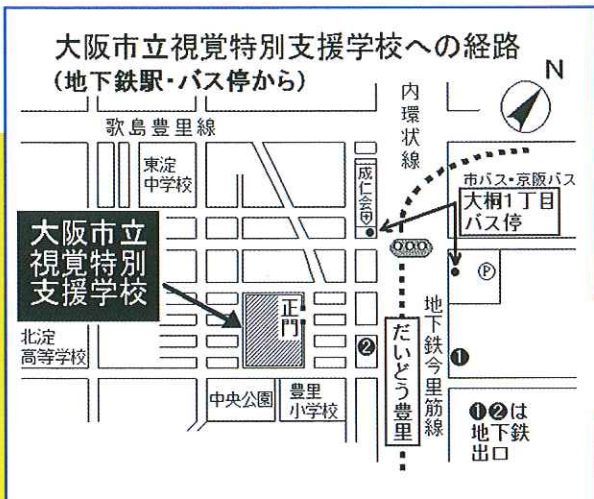 大阪市立視覚特別支援学校への経路
(地下鉄駅・バス停から)
N
内環状線
歌島豊里線
東淀
中学校
成仁会
市バス・京阪バス
大桐1丁目
バス停
大阪市立
視覚特別
支援学校
正門
P
北淀
高等学校
❷
だいどう豊里
地下鉄今里筋線
❶
中央公園
豊里
小学校
❶❷は
地下鉄
出口